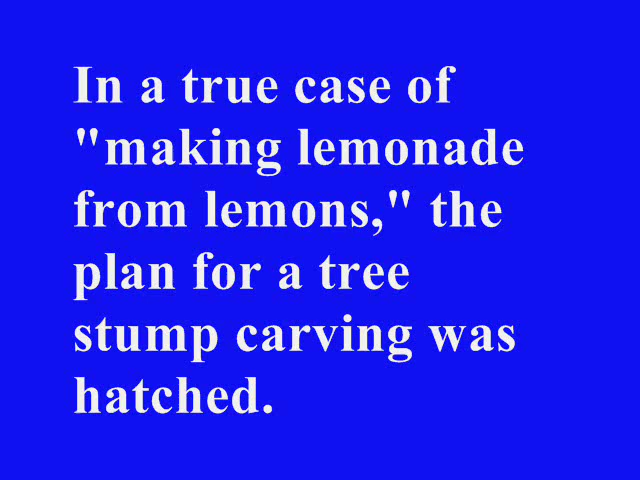 In a true case of
"making lemonade
from lemons," the
plan for a tree
stump carving was
hatched.